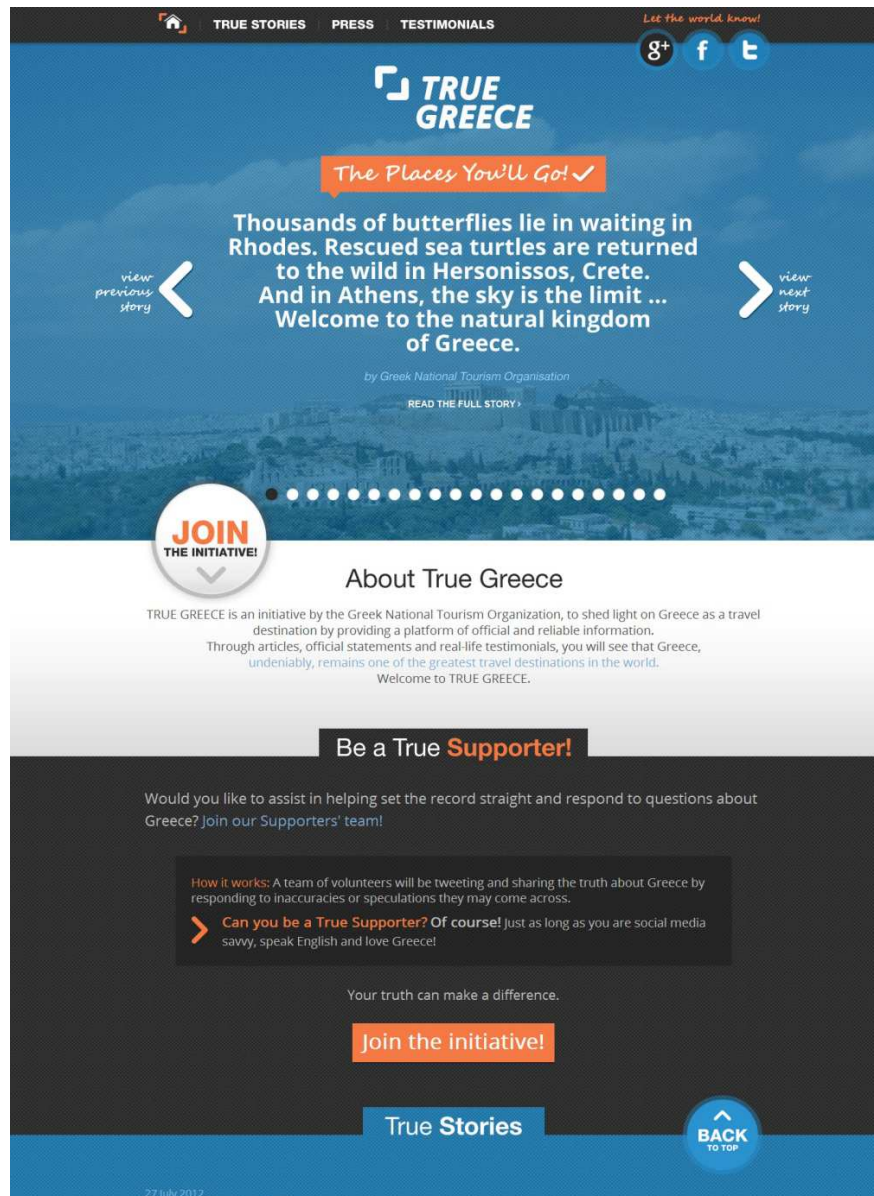 TRUE STORIES PRESS TESTIMONIALS
Let the world know!
g+ f t
TRUE
GREECE
The Places You'll Go!
Thousands of butterflies lie in waiting in
Rhodes. Rescued sea turtles are returned
to the wild in Hersonissos, Crete.
And in Athens, the sky is the limit ...
Welcome to the natural kingdom
of Greece.
view
previous
story
view
next
story
by Greek National Tourism Organisation
READ THE FULL STORY ›
JOIN
THE INITIATIVE!
About True Greece
TRUE GREECE is an initiative by the Greek National Tourism Organization, to shed light on Greece as a travel
destination by providing a platform of official and reliable information.
Through articles, official statements and real-life testimonials, you will see that Greece,
undeniably, remains one of the greatest travel destinations in the world.
Welcome to TRUE GREECE.
Be a True Supporter!
Would you like to assist in helping set the record straight and respond to questions about
Greece? Join our Supporters' team!
How it works: A team of volunteers will be tweeting and sharing the truth about Greece by
responding to inaccuracies or speculations they may come across.
Can you be a True Supporter? Of course! Just as long as you are social media
savvy, speak English and love Greece!
Your truth can make a difference.
Join the initiative!
True Stories
BACK
TO TOP
27 July 2012